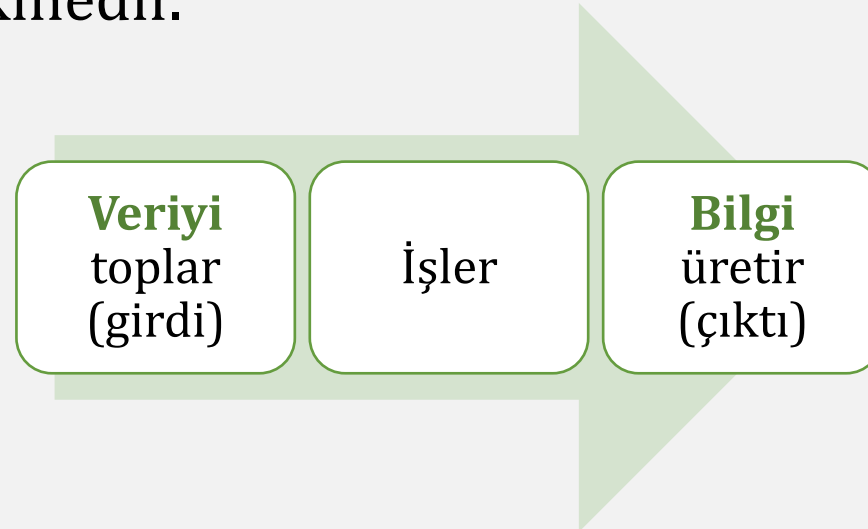 Veriyi
toplar
(girdi)
İşler
Bilgi
üretir
(çıktı)